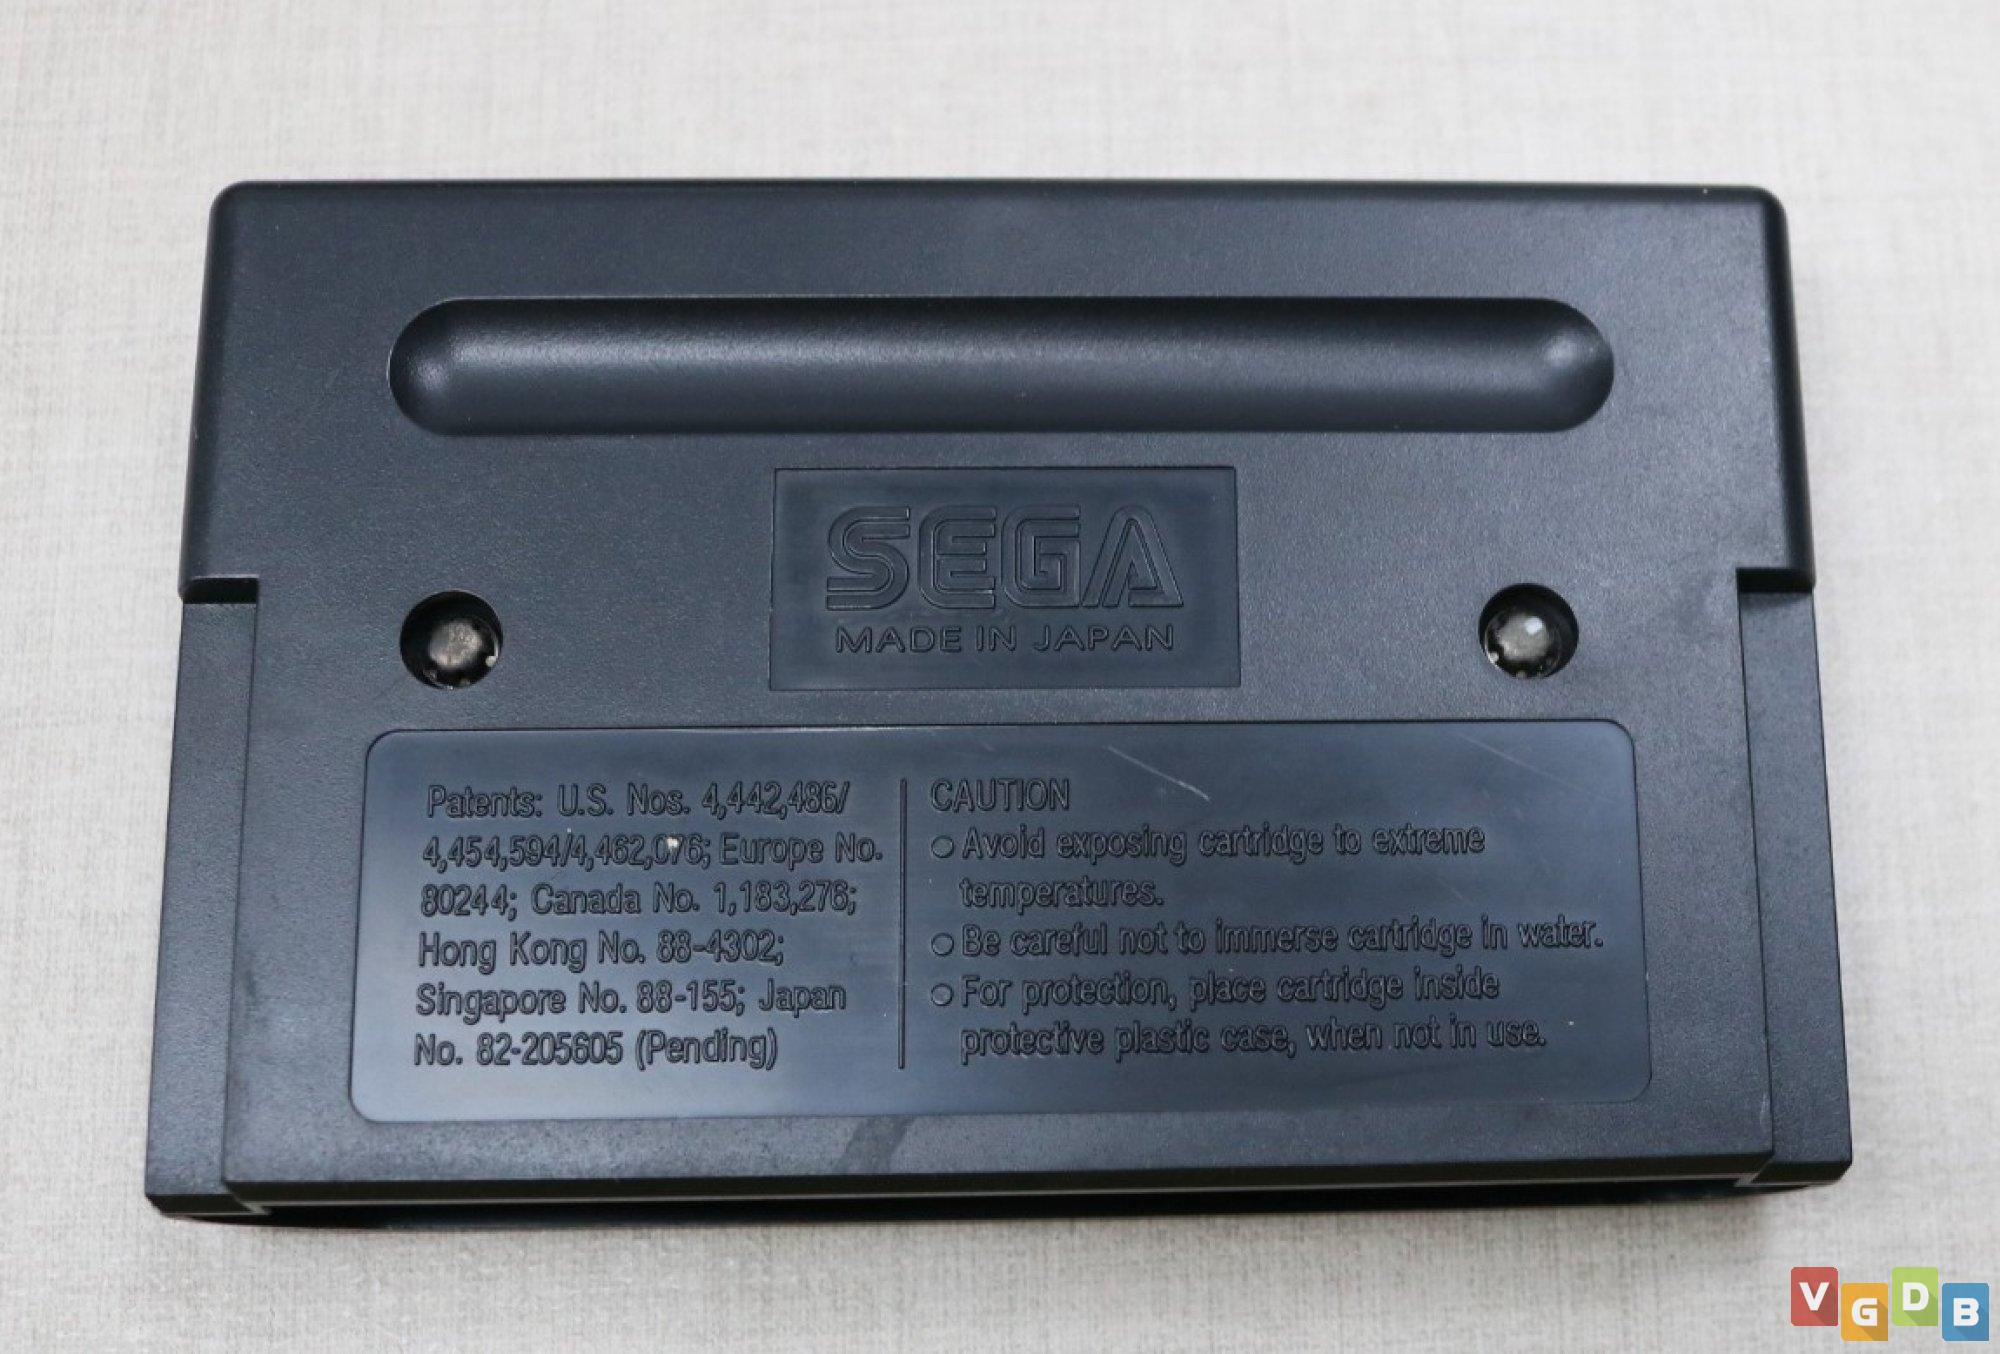 SEGA
MADE IN JAPAN
Patents: U.S. Nos. 4,442,486/
4,454,594/4,462,076; Europe No.
80244; Canada No. 1,183,276;
Hong Kong No. 88-4302;
Singapore No. 88-155; Japan
No. 82-205605 (Pending)
CAUTION
○ Avoid exposing cartridge to extreme
temperatures.
○ Be careful not to immerse cartridge in water.
○ For protection, place cartridge inside
protective plastic case, when not in use.
VGDB